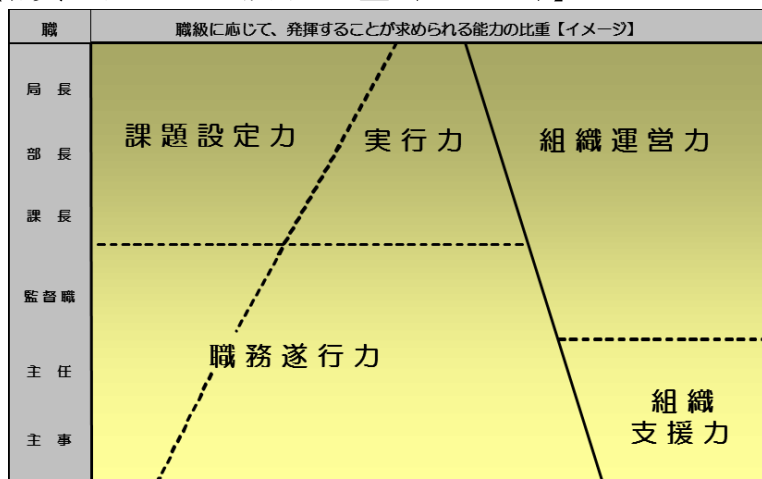 職
職級に応じて、発揮することが求められる能力の比重【イメージ】
局 長
部 長
課 長
監督職
主 任
主 事
課題設定力
実行力
組織運営力
職務遂行力
組織
支援力